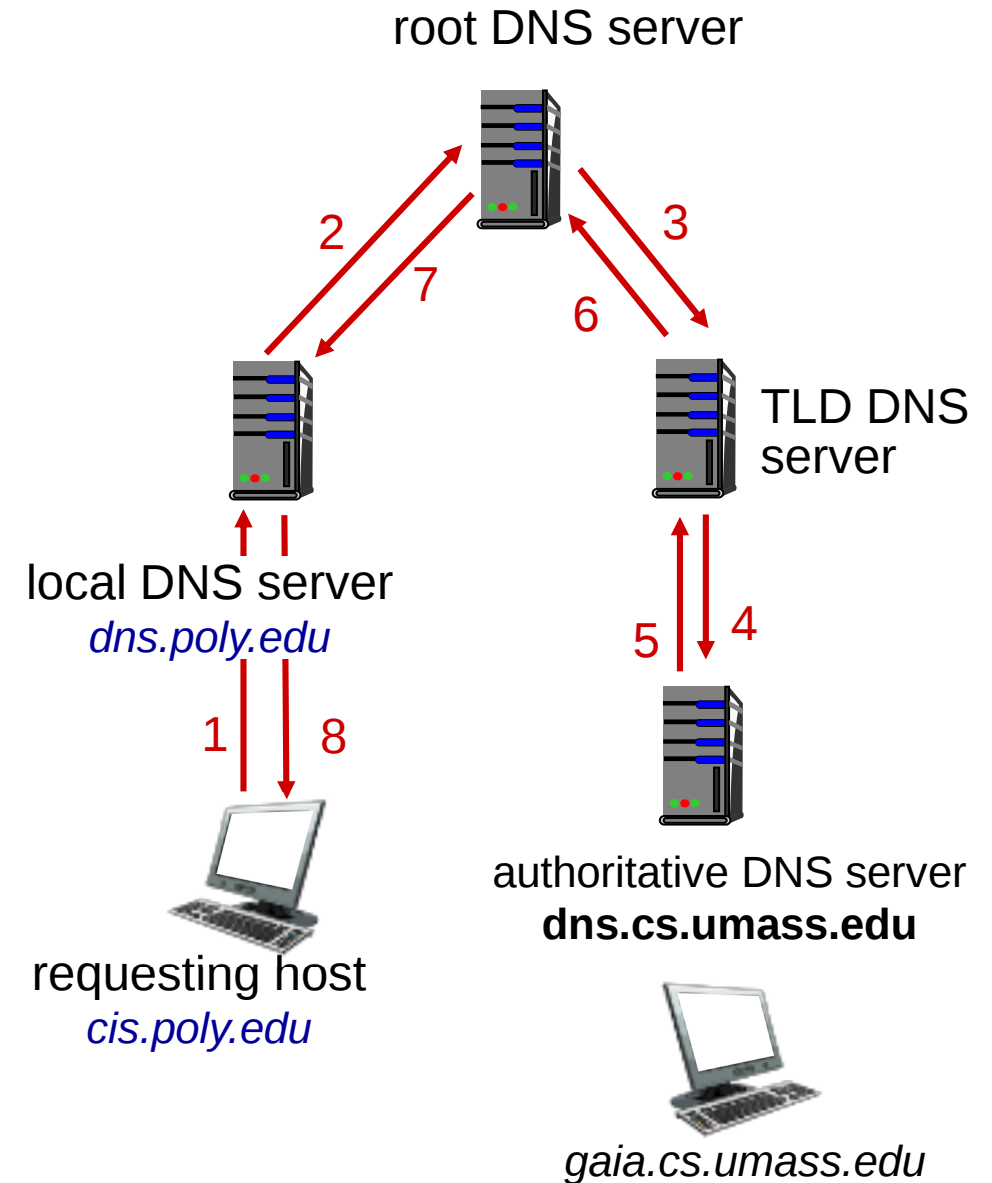 root DNS server
2
3
7
6
TLD DNS
server
local DNS server
dns.poly.edu
5
4
1
8
authoritative DNS server
dns.cs.umass.edu
requesting host
cis.poly.edu
gaia.cs.umass.edu